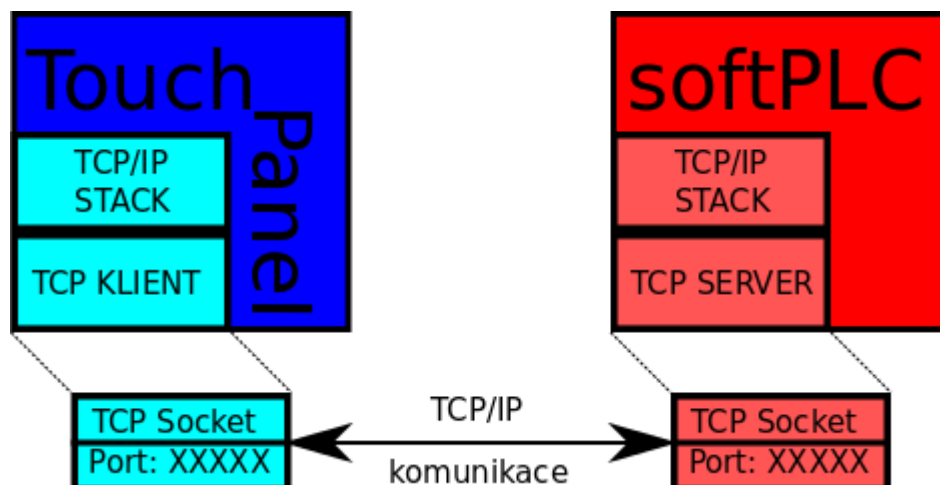 Touch
Panel
TCP/IP
STACK
TCP KLIENT
TCP Socket
Port: XXXXX
TCP/IP
komunikace
softPLC
TCP/IP
STACK
TCP SERVER
TCP Socket
Port: XXXXX